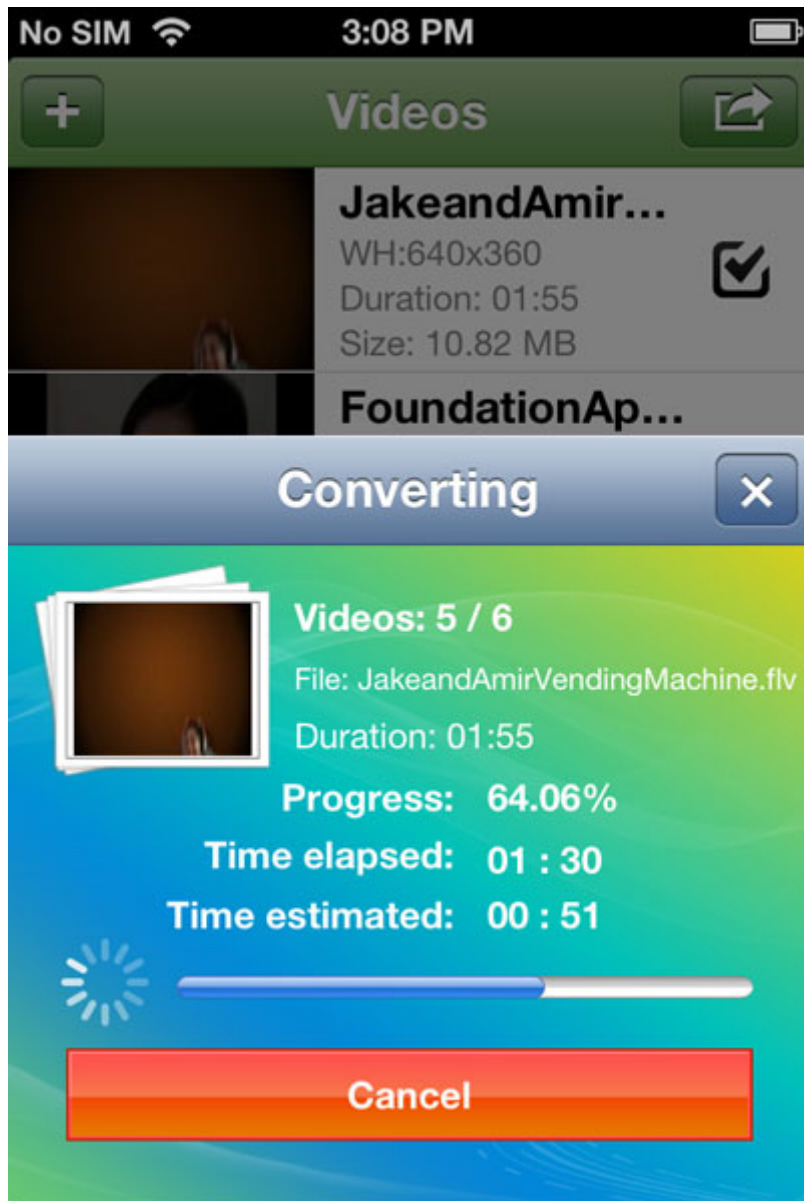 No SIM 3:08 PM
Videos
JakeandAmir...
WH:640x360
Duration: 01:55
Size: 10.82 MB
FoundationAp...
Converting
Videos: 5 / 6
File: JakeandAmirVendingMachine.flv
Duration: 01:55
Progress: 64.06%
Time elapsed: 01 : 30
Time estimated: 00 : 51
Cancel